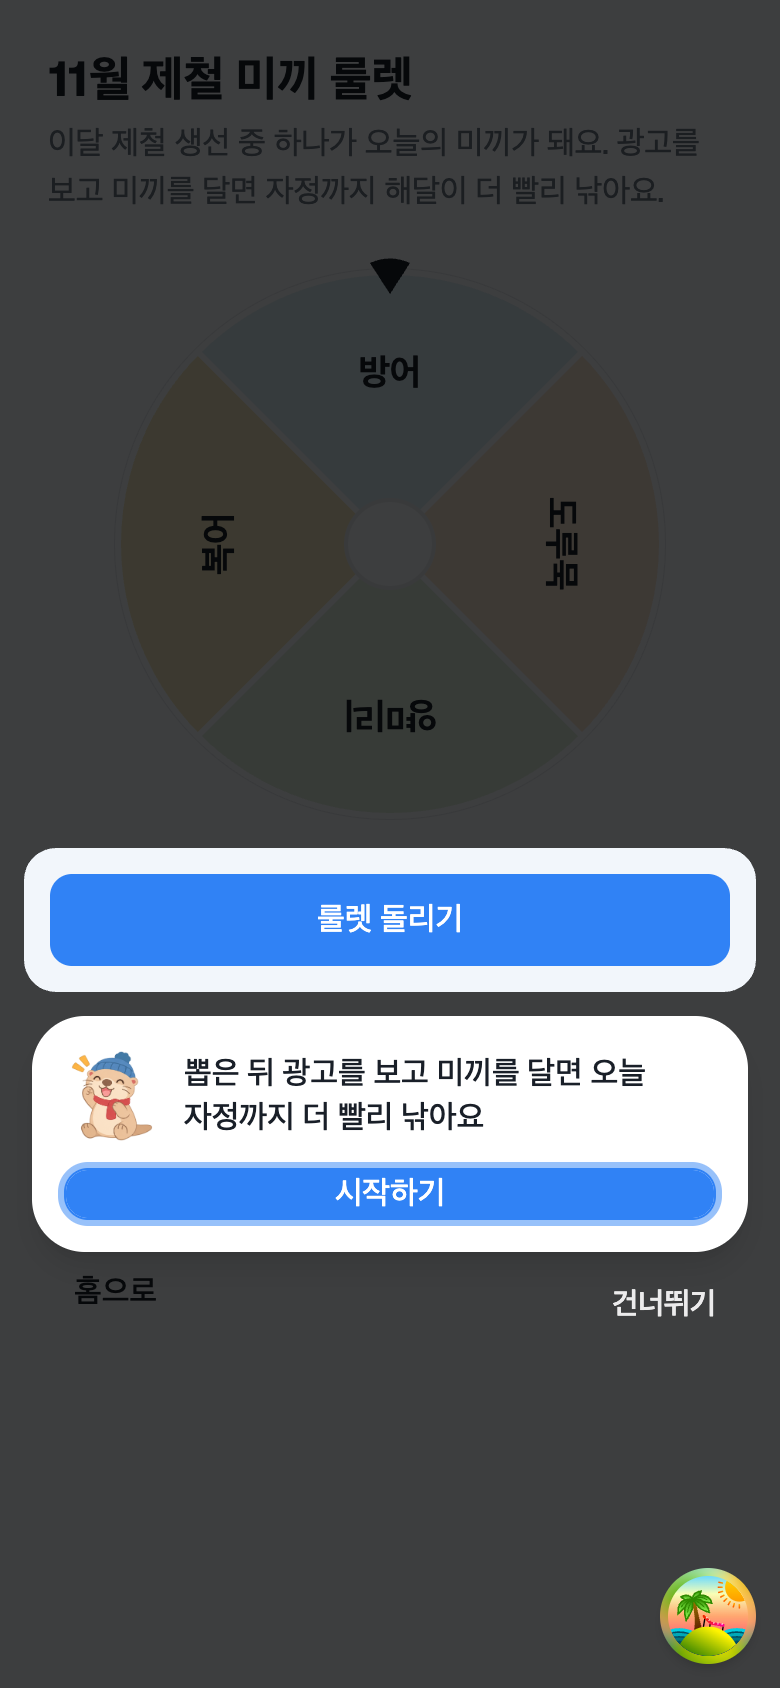 11월 제철 미끼 룰렛
이달 제철 생선 중 하나가 오늘의 미끼가 돼요. 광고를
보고 미끼를 달면 자정까지 해달이 더 빨리 낚아요.
방어
복어
도루묵
양미리
룰렛 돌리기
뽑은 뒤 광고를 보고 미끼를 달면 오늘
자정까지 더 빨리 낚아요
시작하기
홈으로
건너뛰기